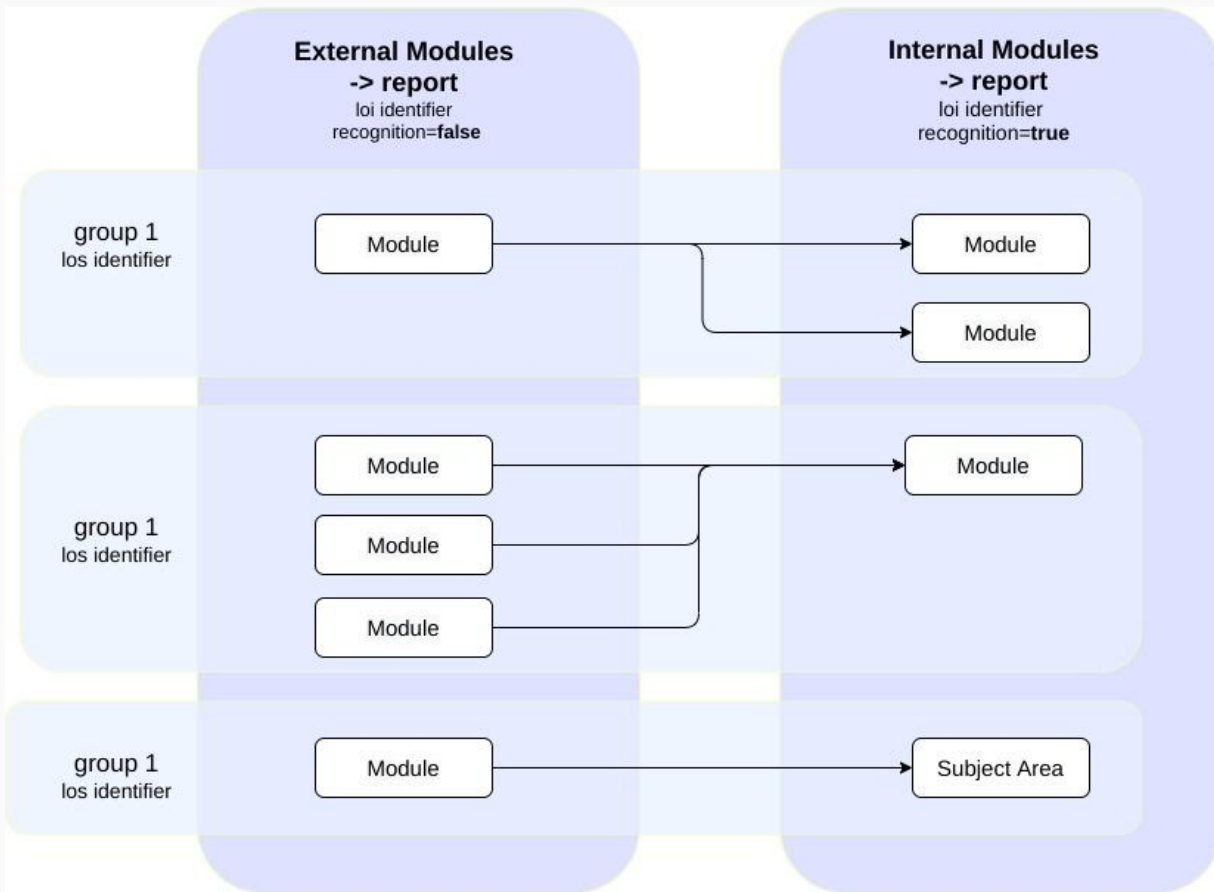 External Modules
-> report
loi identifier
recognition=false
Internal Modules
-> report
loi identifier
recognition=true
group 1
los identifier
Module
Module
Module
group 1
los identifier
Module
Module
Module
Module
group 1
los identifier
Module
Subject Area